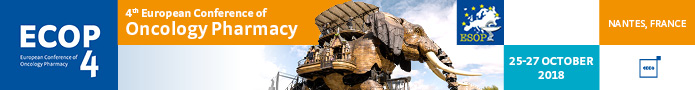 ECOP
European Conference of
Oncology Pharmacy
4
4th European Conference of
Oncology Pharmacy
ESOP
NANTES, FRANCE
25-27 OCTOBER
2018